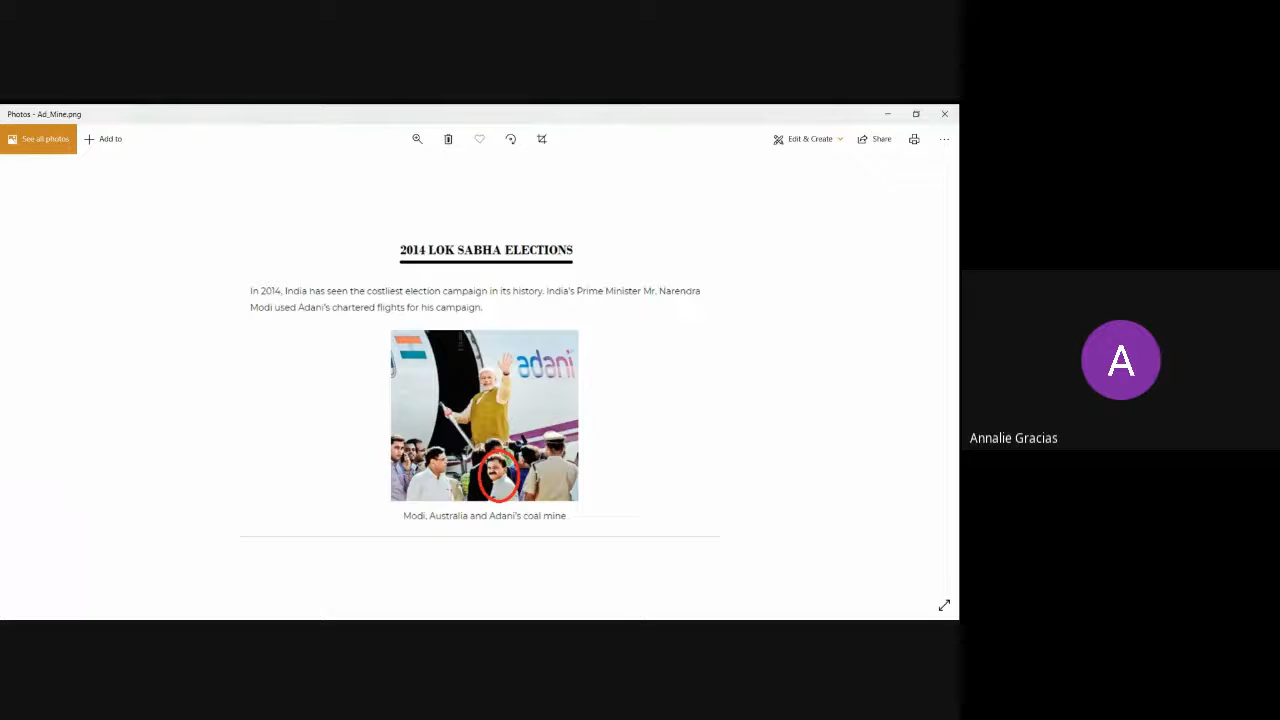 Photos - Ad_Mine.png
See all photos
Add to
Edit & Create
Share
2014 LOK SABHA ELECTIONS
In 2014, India has seen the costliest election campaign in its history. India's Prime Minister Mr. Narendra
Modi used Adani's chartered flights for his campaign.
adani
Modi, Australia and Adani's coal mine
A
Annalie Gracias